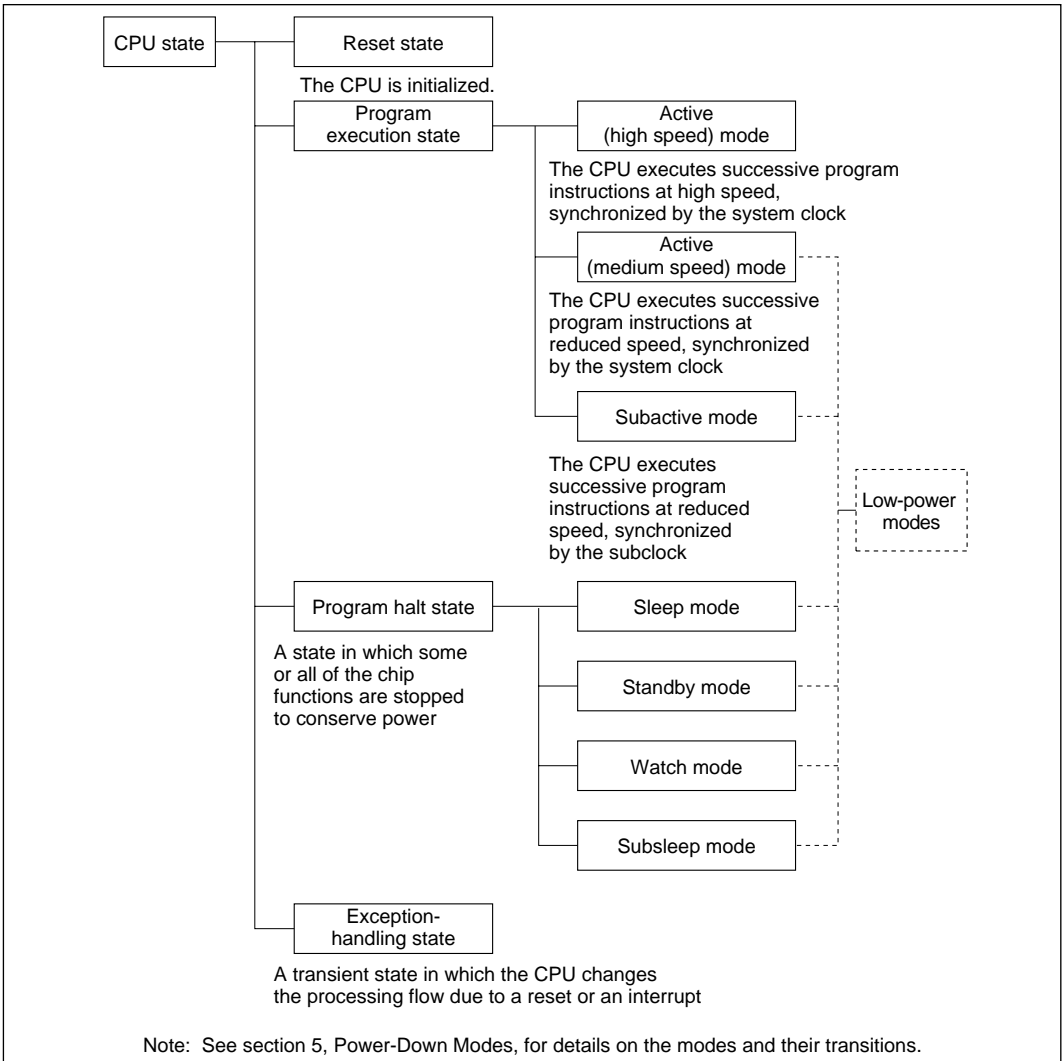 CPU state
Reset state
The CPU is initialized.
Program
execution state
Active
(high speed) mode
The CPU executes successive program
instructions at high speed,
synchronized by the system clock
Active
(medium speed) mode
The CPU executes successive
program instructions at
reduced speed, synchronized
by the system clock
Subactive mode
The CPU executes
successive program
instructions at reduced
speed, synchronized
by the subclock
Low-power
modes
Program halt state
A state in which some
or all of the chip
functions are stopped
to conserve power
Sleep mode
Standby mode
Watch mode
Subsleep mode
Exception-
handling state
A transient state in which the CPU changes
the processing flow due to a reset or an interrupt
Note: See section 5, Power-Down Modes, for details on the modes and their transitions.